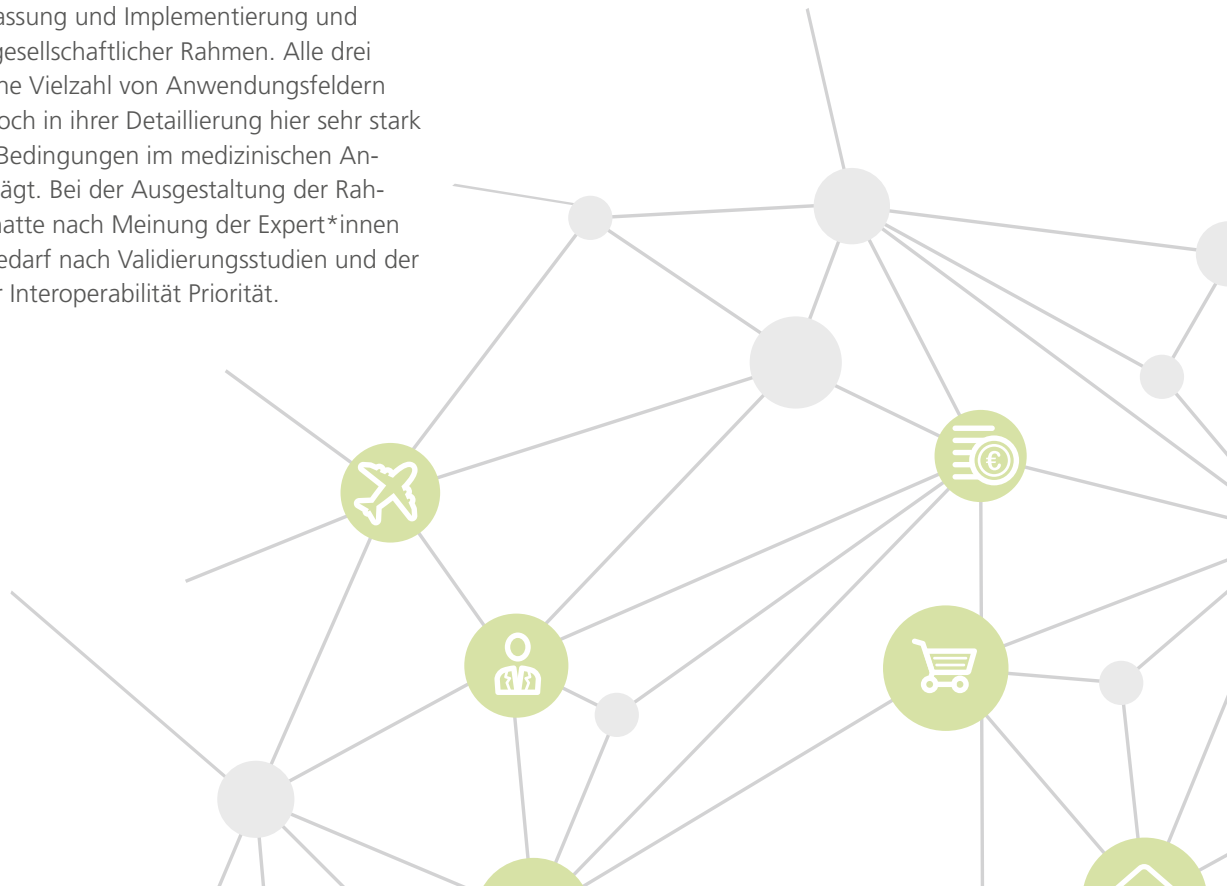 assung und Implementierung und
gesellschaftlicher Rahmen. Alle drei
ne Vielzahl von Anwendungsfeldern
och in ihrer Detaillierung hier sehr stark
Bedingungen im medizinischen An-
ägt. Bei der Ausgestaltung der Rah-
hatte nach Meinung der Expert*innen
edarf nach Validierungsstudien und der
r Interoperabilität Priorität.
€